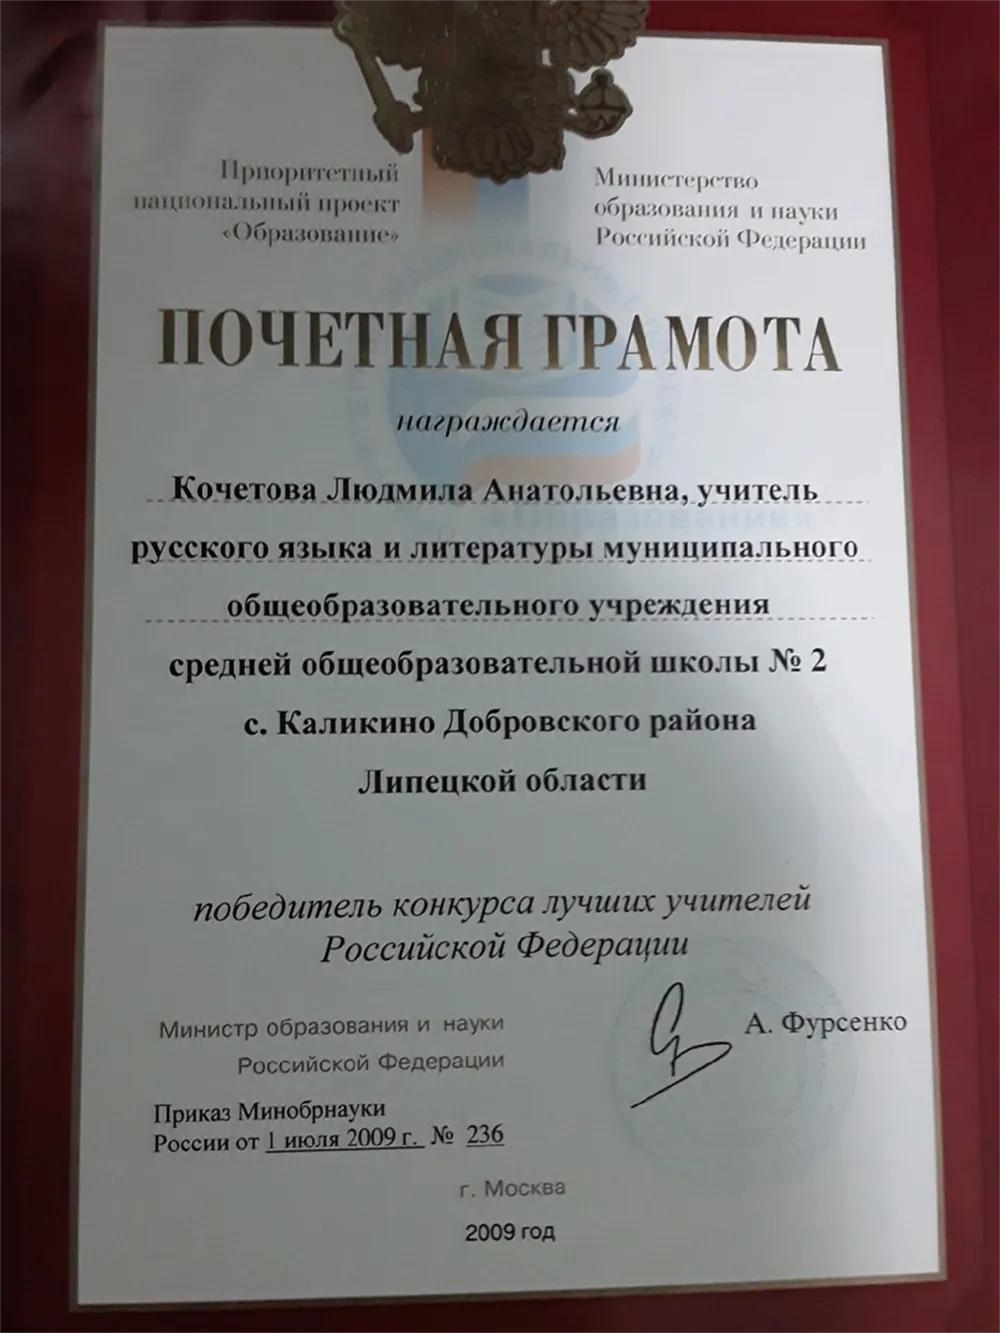 Приоритетный
национальный проект
«Образование»
Министерство
образования и науки
Российской Федерации
ПОЧЕТНАЯ ГРАМОТА
награждается
Кочетова Людмила Анатольевна, учитель
русского языка и литературы муниципального
общеобразовательного учреждения
средней общеобразовательной школы № 2
с. Каликино Добровского района
Липецкой области
победитель конкурса лучших учителей
Российской Федерации
Министр образования и науки
Российской Федерации
А. Фурсенко
Приказ Минобрнауки
России от 1 июля 2009 г. № 236
г. Москва
2009 год